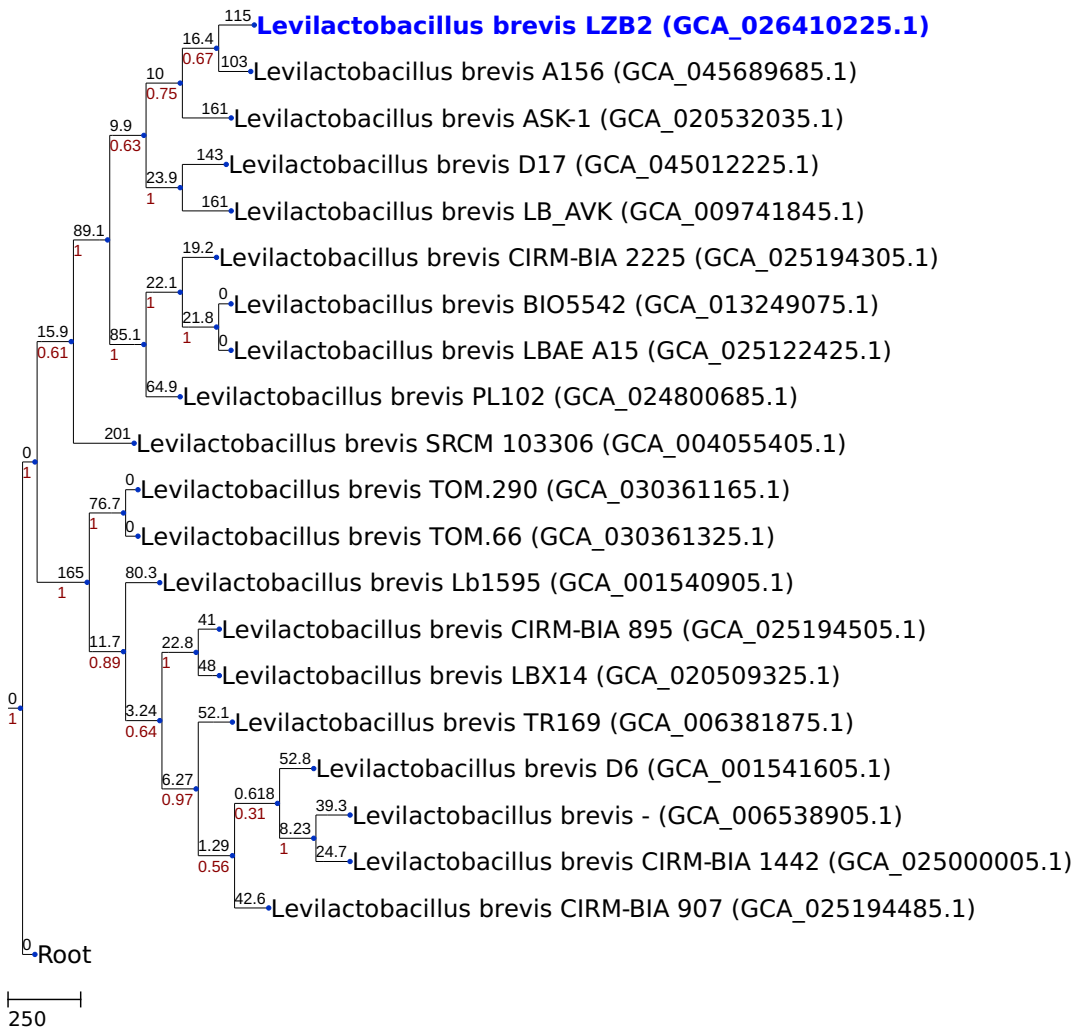 115
Levilactobacillus brevis LZB2 (GCA_026410225.1)
16.4
0.67
103
Levilactobacillus brevis A156 (GCA_045689685.1)
10
0.75
161
Levilactobacillus brevis ASK-1 (GCA_020532035.1)
9.9
0.63
143
Levilactobacillus brevis D17 (GCA_045012225.1)
23.9
1
161
Levilactobacillus brevis LB_AVK (GCA_009741845.1)
89.1
1
19.2
Levilactobacillus brevis CIRM-BIA 2225 (GCA_025194305.1)
22.1
1
0
Levilactobacillus brevis BIO5542 (GCA_013249075.1)
21.8
1
0
Levilactobacillus brevis LBAE A15 (GCA_025122425.1)
85.1
1
15.9
0.61
64.9
Levilactobacillus brevis PL102 (GCA_024800685.1)
201
Levilactobacillus brevis SRCM 103306 (GCA_004055405.1)
0
1
0
Levilactobacillus brevis TOM.290 (GCA_030361165.1)
76.7
1
0
Levilactobacillus brevis TOM.66 (GCA_030361325.1)
165
1
80.3
Levilactobacillus brevis Lb1595 (GCA_001540905.1)
41
Levilactobacillus brevis CIRM-BIA 895 (GCA_025194505.1)
11.7
0.89
22.8
1
48
Levilactobacillus brevis LBX14 (GCA_020509325.1)
0
1
3.24
0.64
52.1
Levilactobacillus brevis TR169 (GCA_006381875.1)
52.8
Levilactobacillus brevis D6 (GCA_001541605.1)
6.27
0.97
0.618
0.31
39.3
Levilactobacillus brevis - (GCA_006538905.1)
8.23
1
24.7
Levilactobacillus brevis CIRM-BIA 1442 (GCA_025000005.1)
1.29
0.56
42.6
Levilactobacillus brevis CIRM-BIA 907 (GCA_025194485.1)
0
Root
250